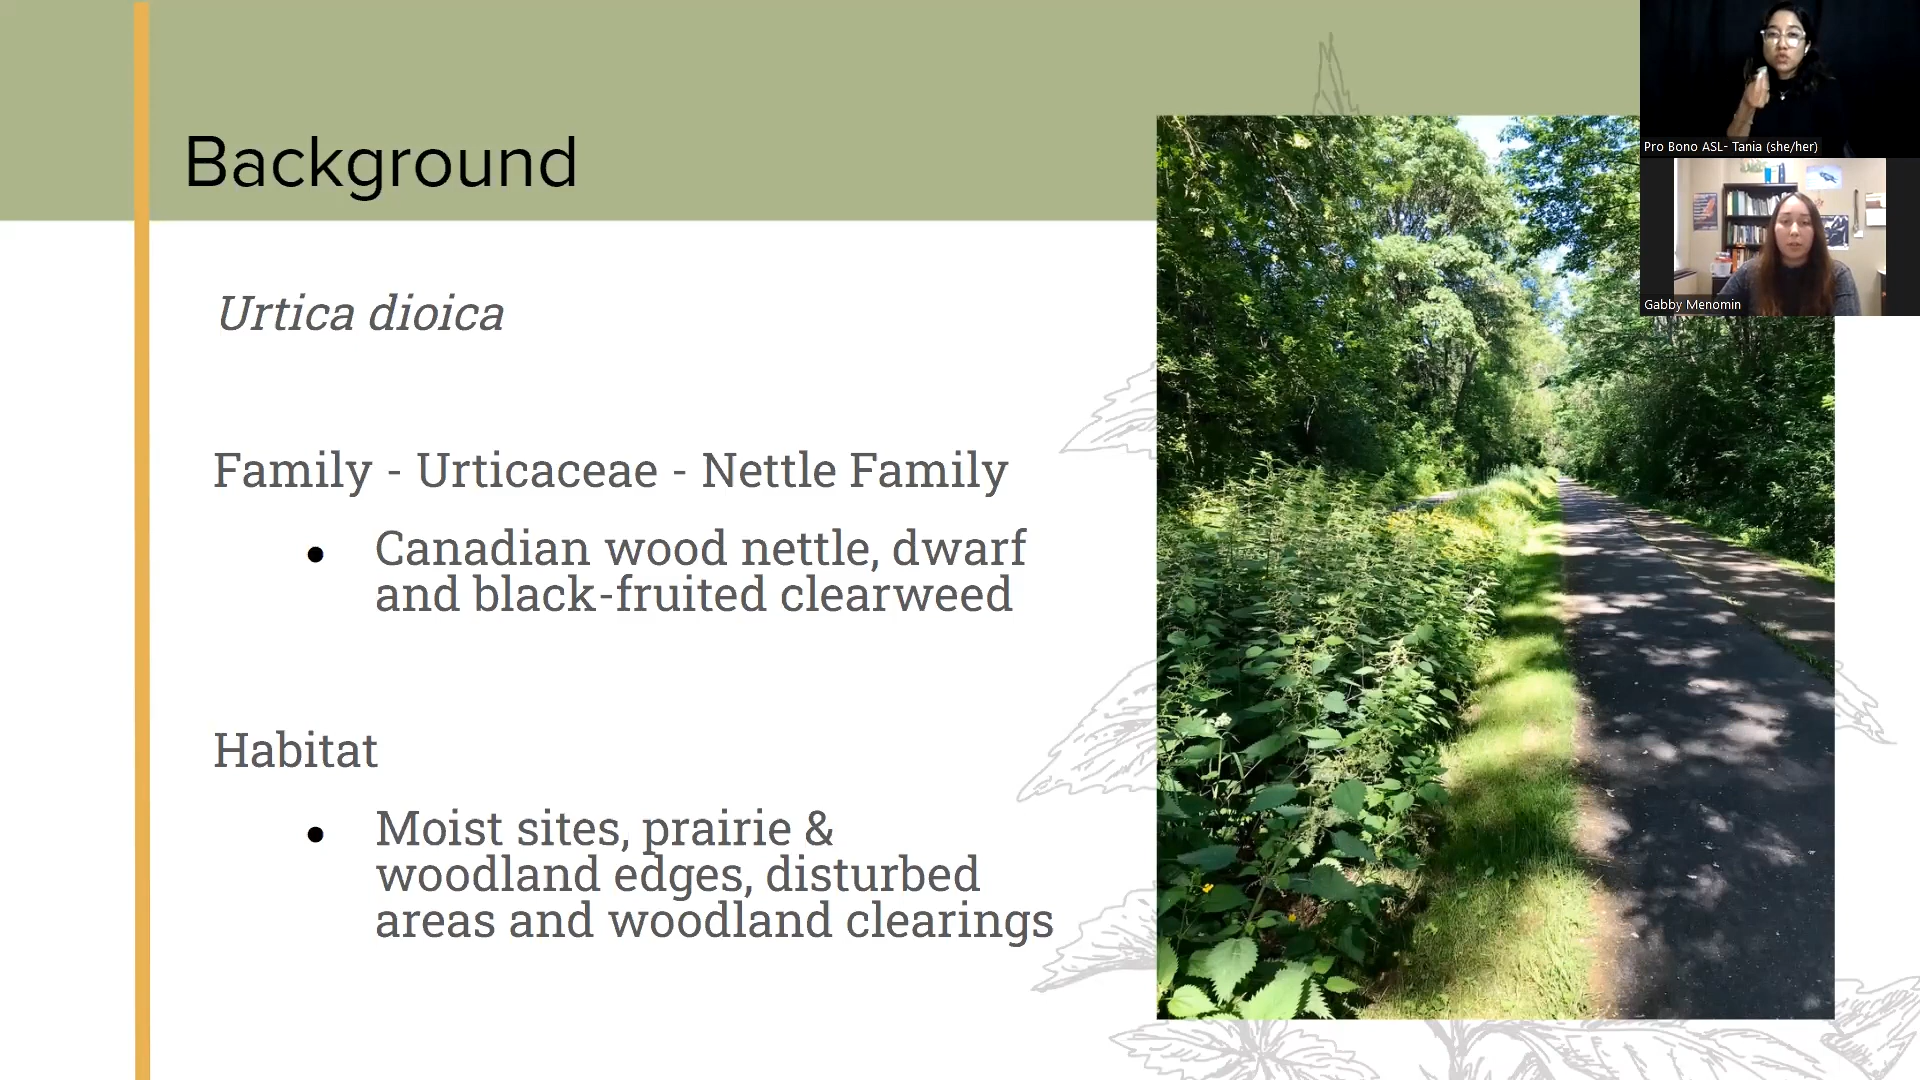 Background
Urtica dioica
Family - Urticaceae - Nettle Family
● Canadian wood nettle, dwarf
and black-fruited clearweed
Habitat
● Moist sites, prairie &
woodland edges, disturbed
areas and woodland clearings
Pro Bono ASL- Tania (she/her)
Gabby Menomin